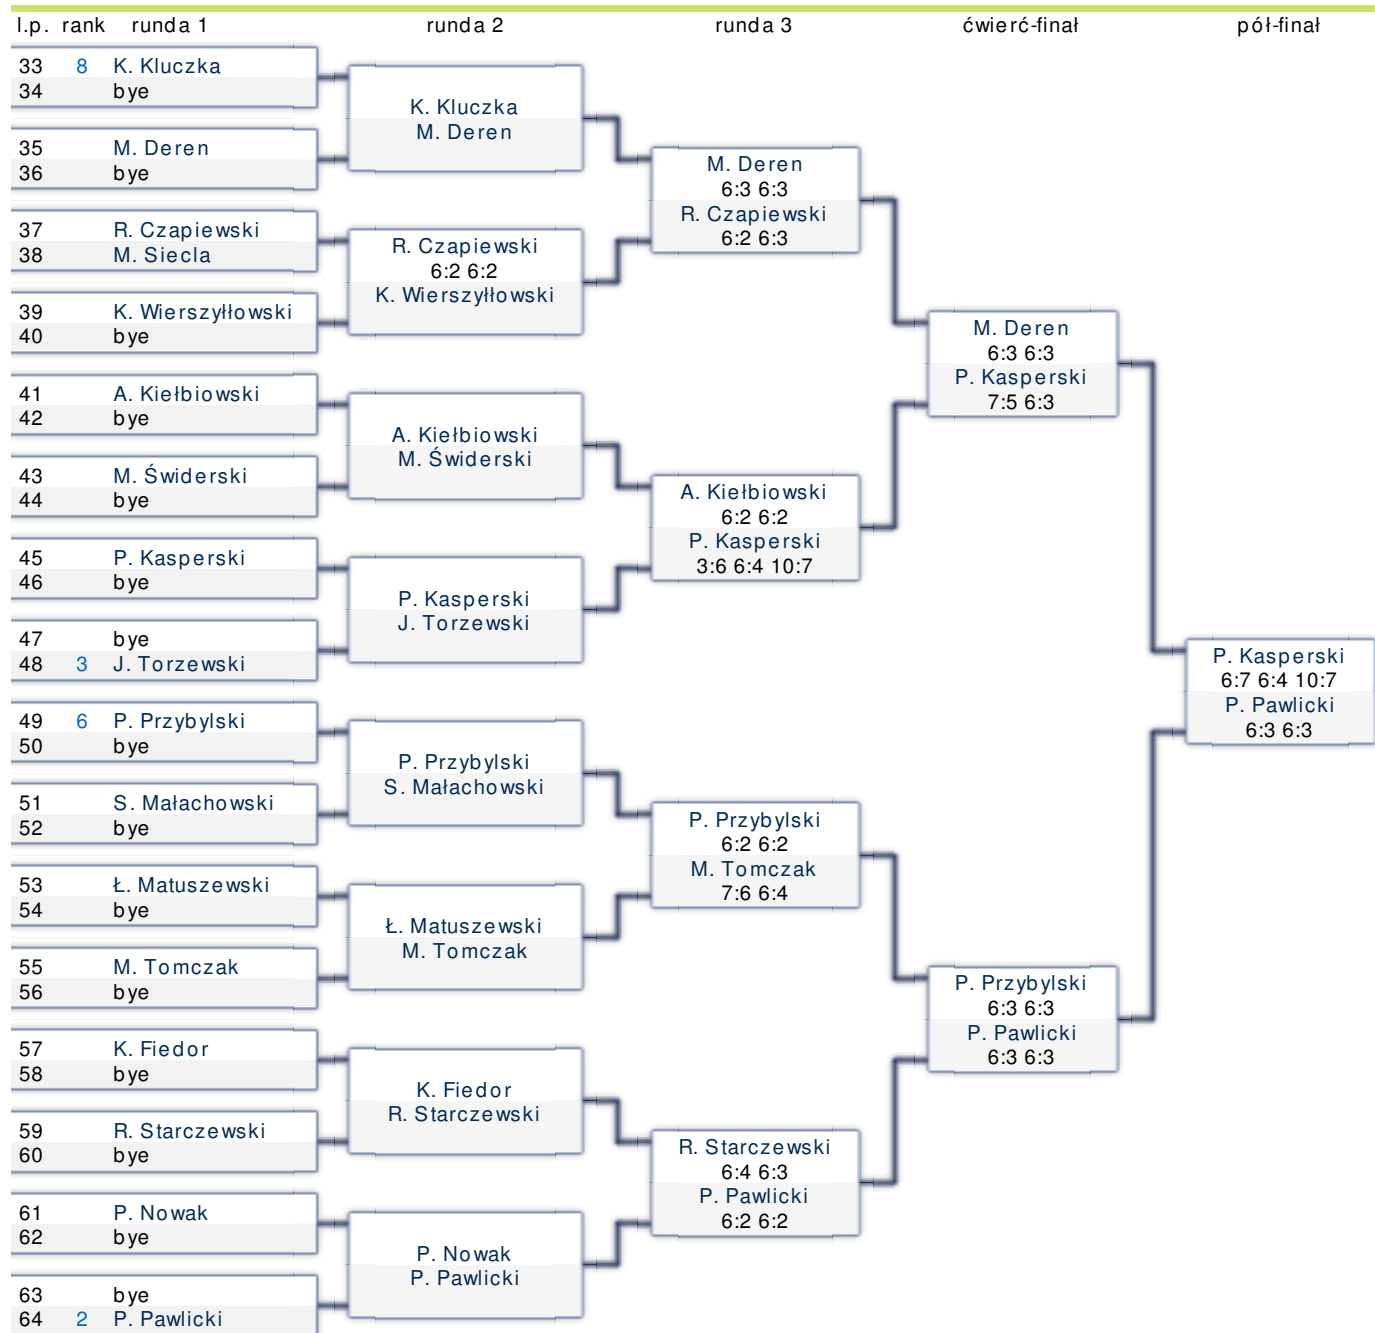 l.p. rank runda 1 runda 2 runda 3 ćwierć-finał pół-finał
33 8 K. Kluczka
34 bye
35 M. Deren
36 bye
37 R. Czapiewski
38 M. Siecla
39 K. Wierszyłłowski
40 bye
41 A. Kiełbiowski
42 bye
43 M. Świderski
44 bye
45 P. Kasperski
46 bye
47 bye
48 3 J. Torzewski
49 6 P. Przybylski
50 bye
51 S. Małachowski
52 bye
53 Ł. Matuszewski
54 bye
55 M. Tomczak
56 bye
57 K. Fiedor
58 bye
59 R. Starczewski
60 bye
61 P. Nowak
62 bye
63 bye
64 2 P. Pawlicki
K. Kluczka
M. Deren
R. Czapiewski
6:2 6:2
K. Wierszyłłowski
A. Kiełbiowski
M. Świderski
P. Kasperski
J. Torzewski
P. Przybylski
S. Małachowski
Ł. Matuszewski
M. Tomczak
K. Fiedor
R. Starczewski
P. Nowak
P. Pawlicki
M. Deren
6:3 6:3
R. Czapiewski
6:2 6:3
A. Kiełbiowski
6:2 6:2
P. Kasperski
3:6 6:4 10:7
P. Przybylski
6:2 6:2
M. Tomczak
7:6 6:4
R. Starczewski
6:4 6:3
P. Pawlicki
6:2 6:2
M. Deren
6:3 6:3
P. Kasperski
7:5 6:3
P. Przybylski
6:3 6:3
P. Pawlicki
6:3 6:3
P. Kasperski
6:7 6:4 10:7
P. Pawlicki
6:3 6:3